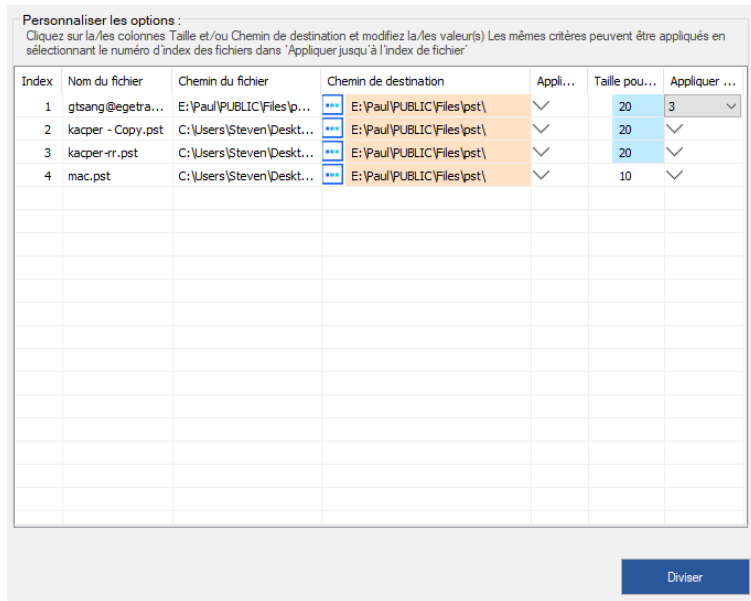 Personnaliser les options :
Cliquez sur la/les colonnes Taille et/ou Chemin de destination et modifiez la/les valeur(s) Les mêmes critères peuvent être appliqués en
sélectionnant le numéro d'index des fichiers dans 'Appliquer jusqu'à l'index de fichier'
Index Nom du fichier Chemin du fichier Chemin de destination Appli... Taille pou... Appliquer ...
1 gtsang@egetra... E:\Paul\PUBLIC\Files\p... E:\Paul\PUBLIC\Files\pst\ 20 3
2 kacper - Copy.pst C:\Users\Steven\Deskt... E:\Paul\PUBLIC\Files\pst\ 20
3 kacper-rr.pst C:\Users\Steven\Deskt... E:\Paul\PUBLIC\Files\pst\ 20
4 mac.pst C:\Users\Steven\Deskt... E:\Paul\PUBLIC\Files\pst\ 10
Diviser